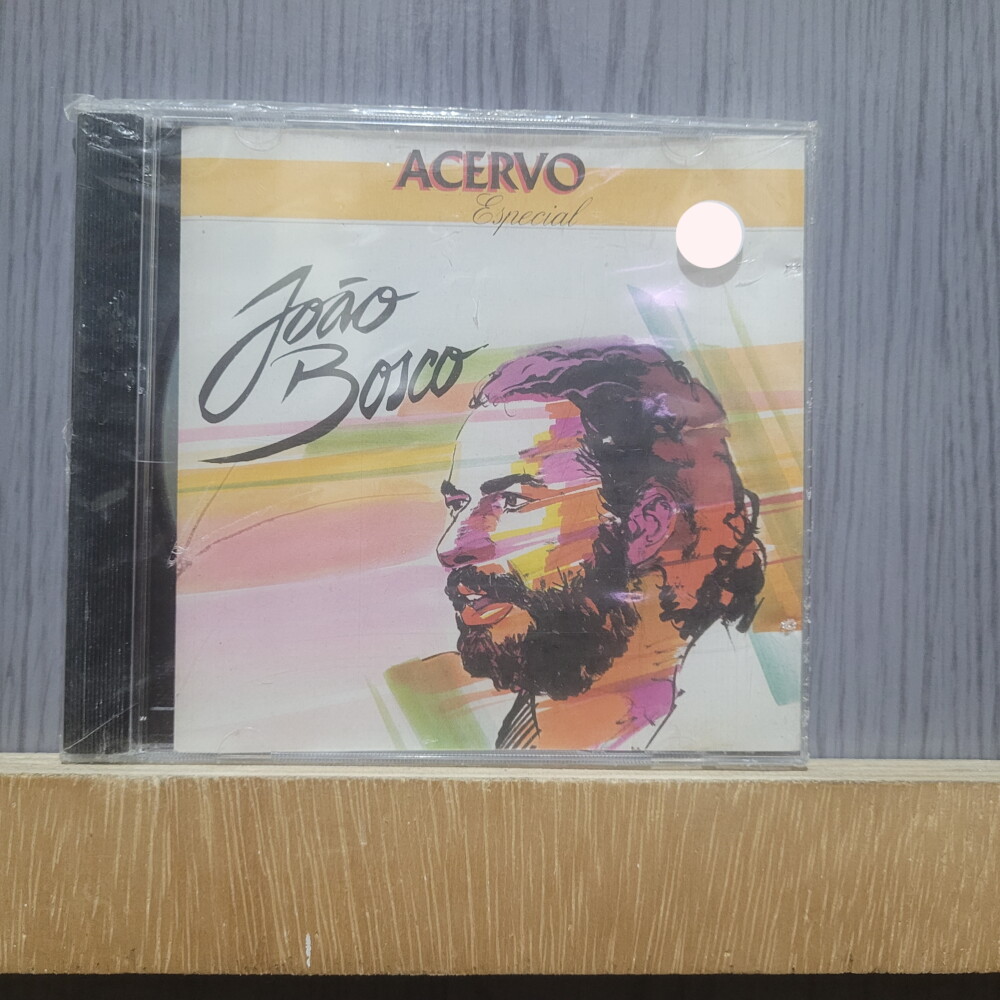 ACERVO
Especial
João
Bosco